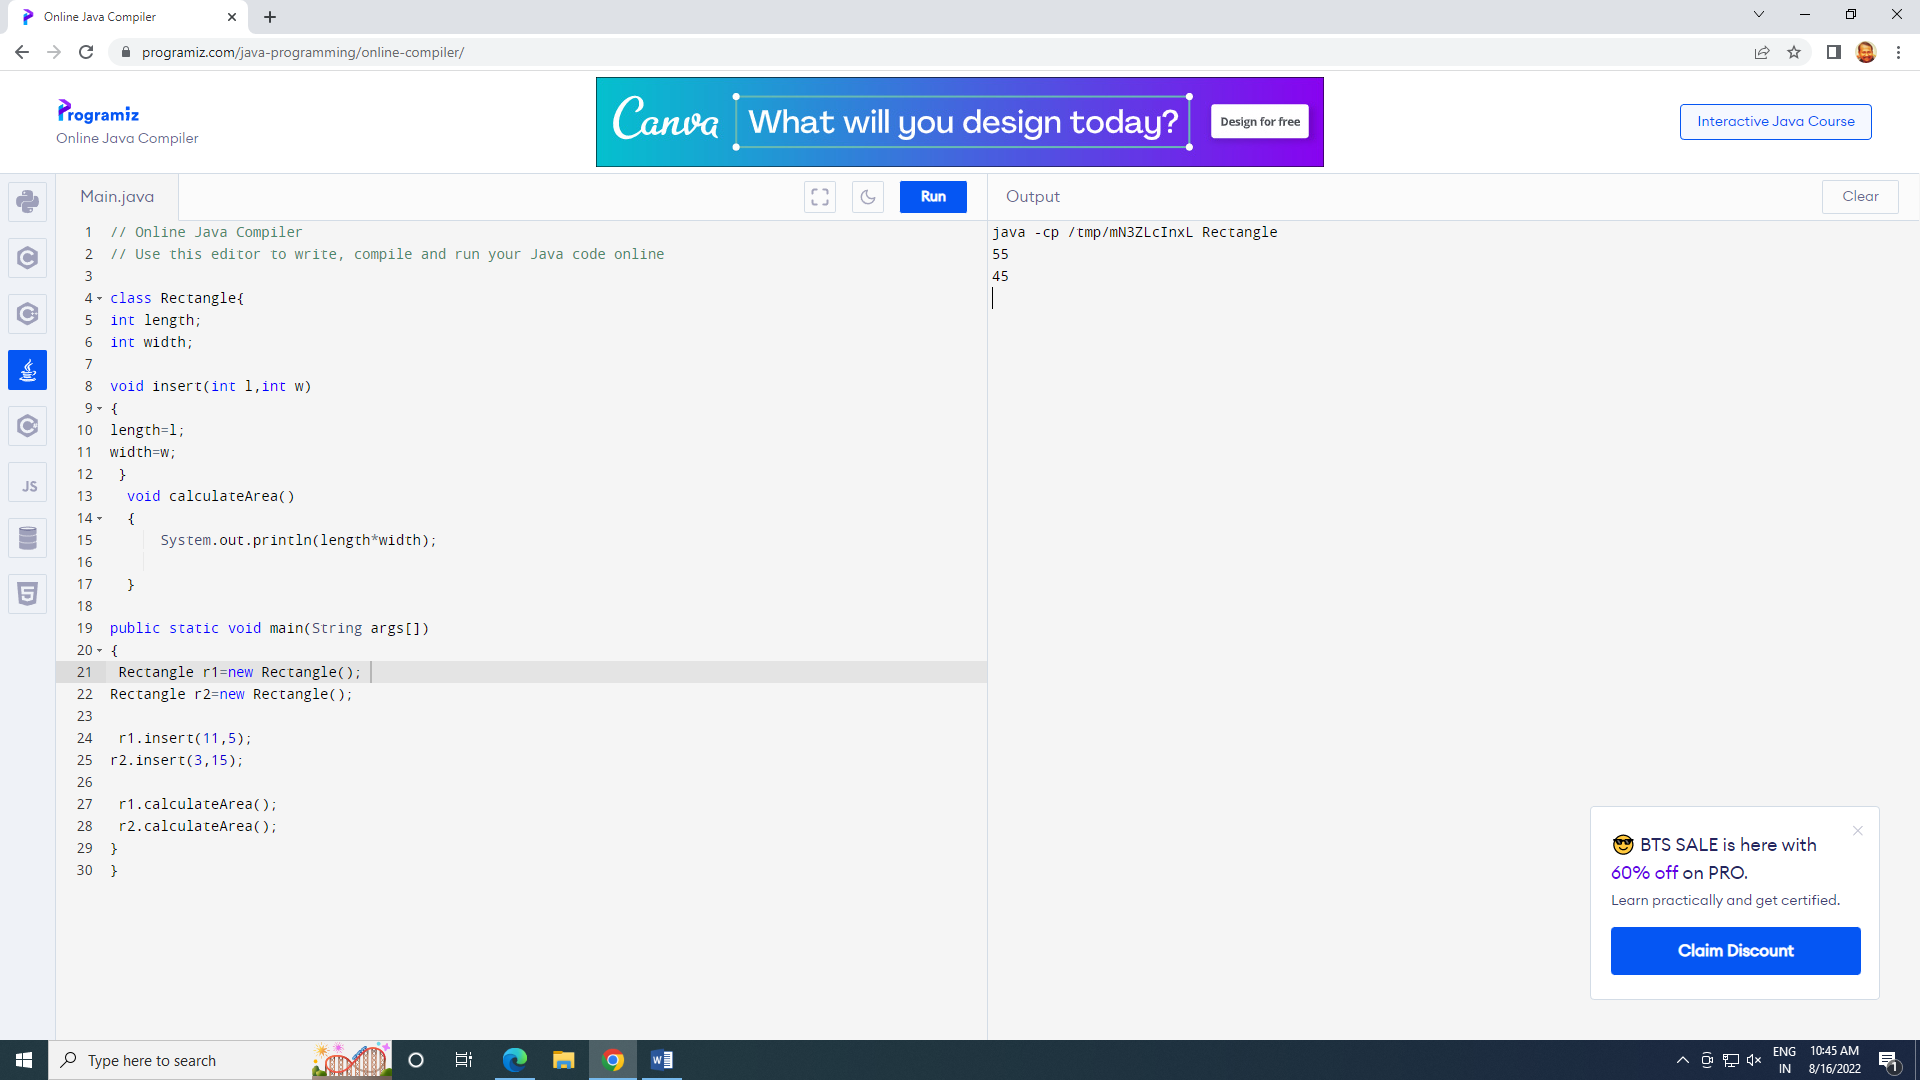 Online Java Compiler
programiz.com/java-programming/online-compiler/
Programiz
Online Java Compiler
Canva
What will you design today?
Design for free
Interactive Java Course
Main.java
Run
Output
Clear
1 // Online Java Compiler
2 // Use this editor to write, compile and run your Java code online
3
4 class Rectangle{
5 int length;
6 int width;
7
8 void insert(int l,int w)
9 {
10 length=l;
11 width=w;
12 }
13 void calculateArea()
14 {
15 System.out.println(length*width);
16
17 }
18
19 public static void main(String args[])
20 {
21 Rectangle r1=new Rectangle();
22 Rectangle r2=new Rectangle();
23
24 r1.insert(11,5);
25 r2.insert(3,15);
26
27 r1.calculateArea();
28 r2.calculateArea();
29 }
30 }
java -cp /tmp/mN3ZLcInxL Rectangle
55
45
JS
BTS SALE is here with
60% off on PRO.
Learn practically and get certified.
Claim Discount
Type here to search
ENG
IN
10:45 AM
8/16/2022
1